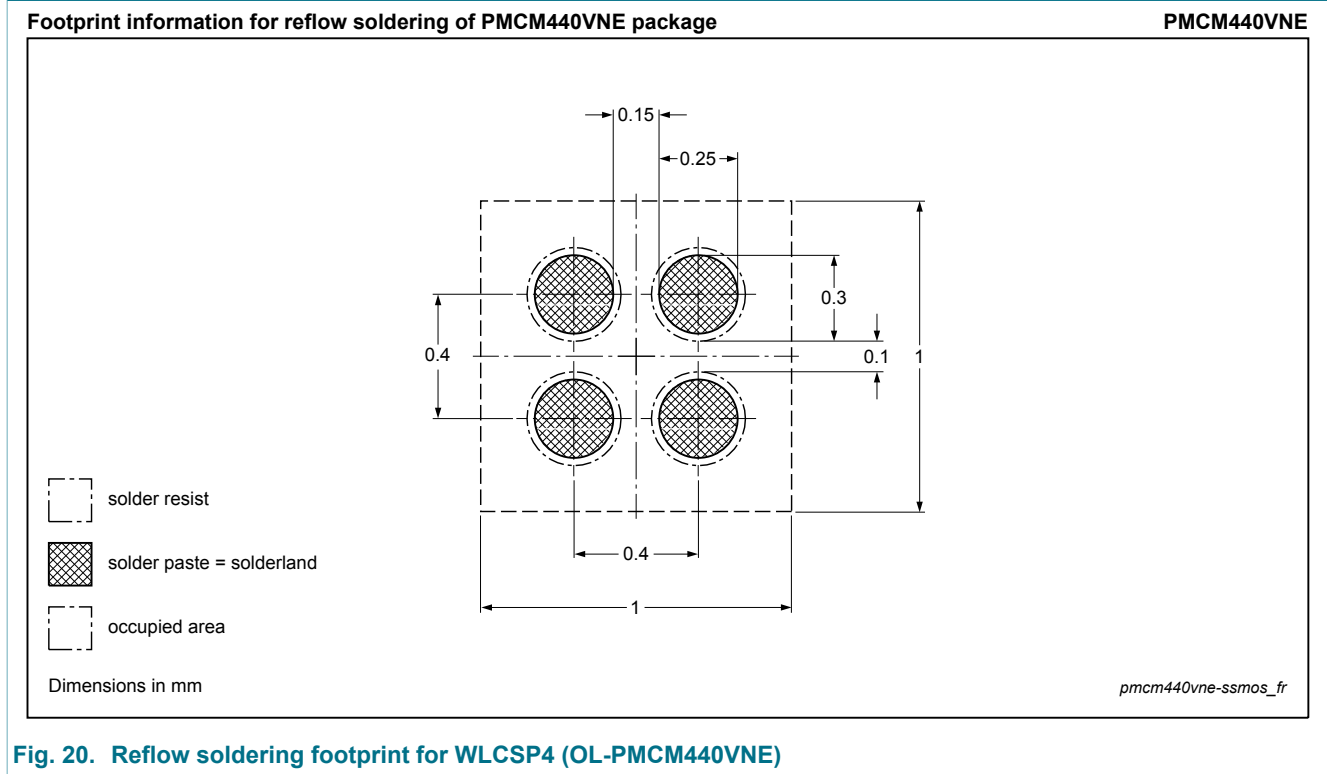 Footprint information for reflow soldering of PMCM440VNE package PMCM440VNE
0.15
0.25
0.3
0.4
0.1
1
0.4
1
solder resist
solder paste = solderland
occupied area
Dimensions in mm
pmcm440vne-ssmos_fr
Fig. 20. Reflow soldering footprint for WLCSP4 (OL-PMCM440VNE)